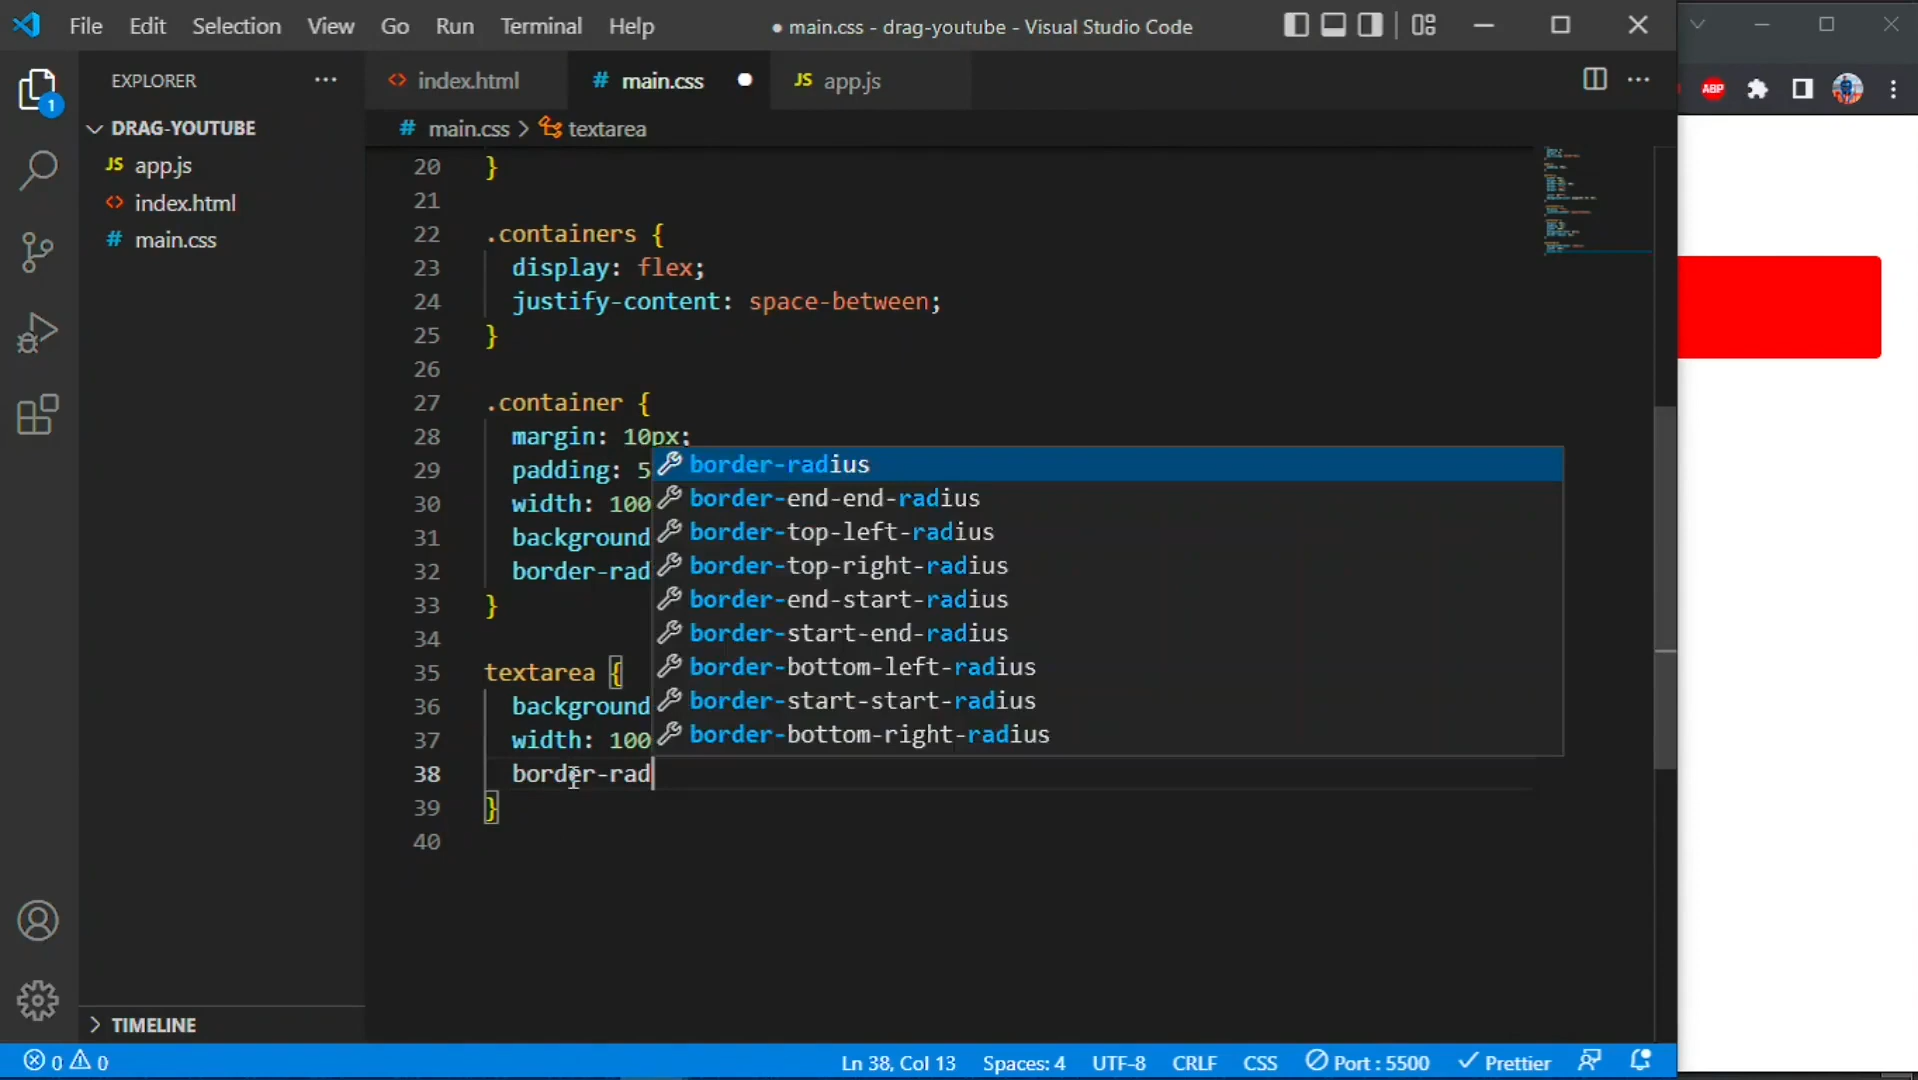 File Edit Selection View Go Run Terminal Help
● main.css - drag-youtube - Visual Studio Code
ABP
EXPLORER ···
<> index.html # main.css ● JS app.js
# main.css > textarea
1
DRAG-YOUTUBE
JS app.js
<> index.html
# main.css
20 }
21
22 .containers {
23 display: flex;
24 justify-content: space-between;
25 }
26
27 .container {
28 margin: 10px;
29 padding: 5
30 width: 100
31 background
32 border-rad
33 }
34
35 textarea {
36 background
37 width: 100
38 border-rad
39 }
40
border-radius
border-end-end-radius
border-top-left-radius
border-top-right-radius
border-end-start-radius
border-start-end-radius
border-bottom-left-radius
border-start-start-radius
border-bottom-right-radius
TIMELINE
0 0 Ln 38, Col 13 Spaces: 4 UTF-8 CRLF CSS Port : 5500 Prettier